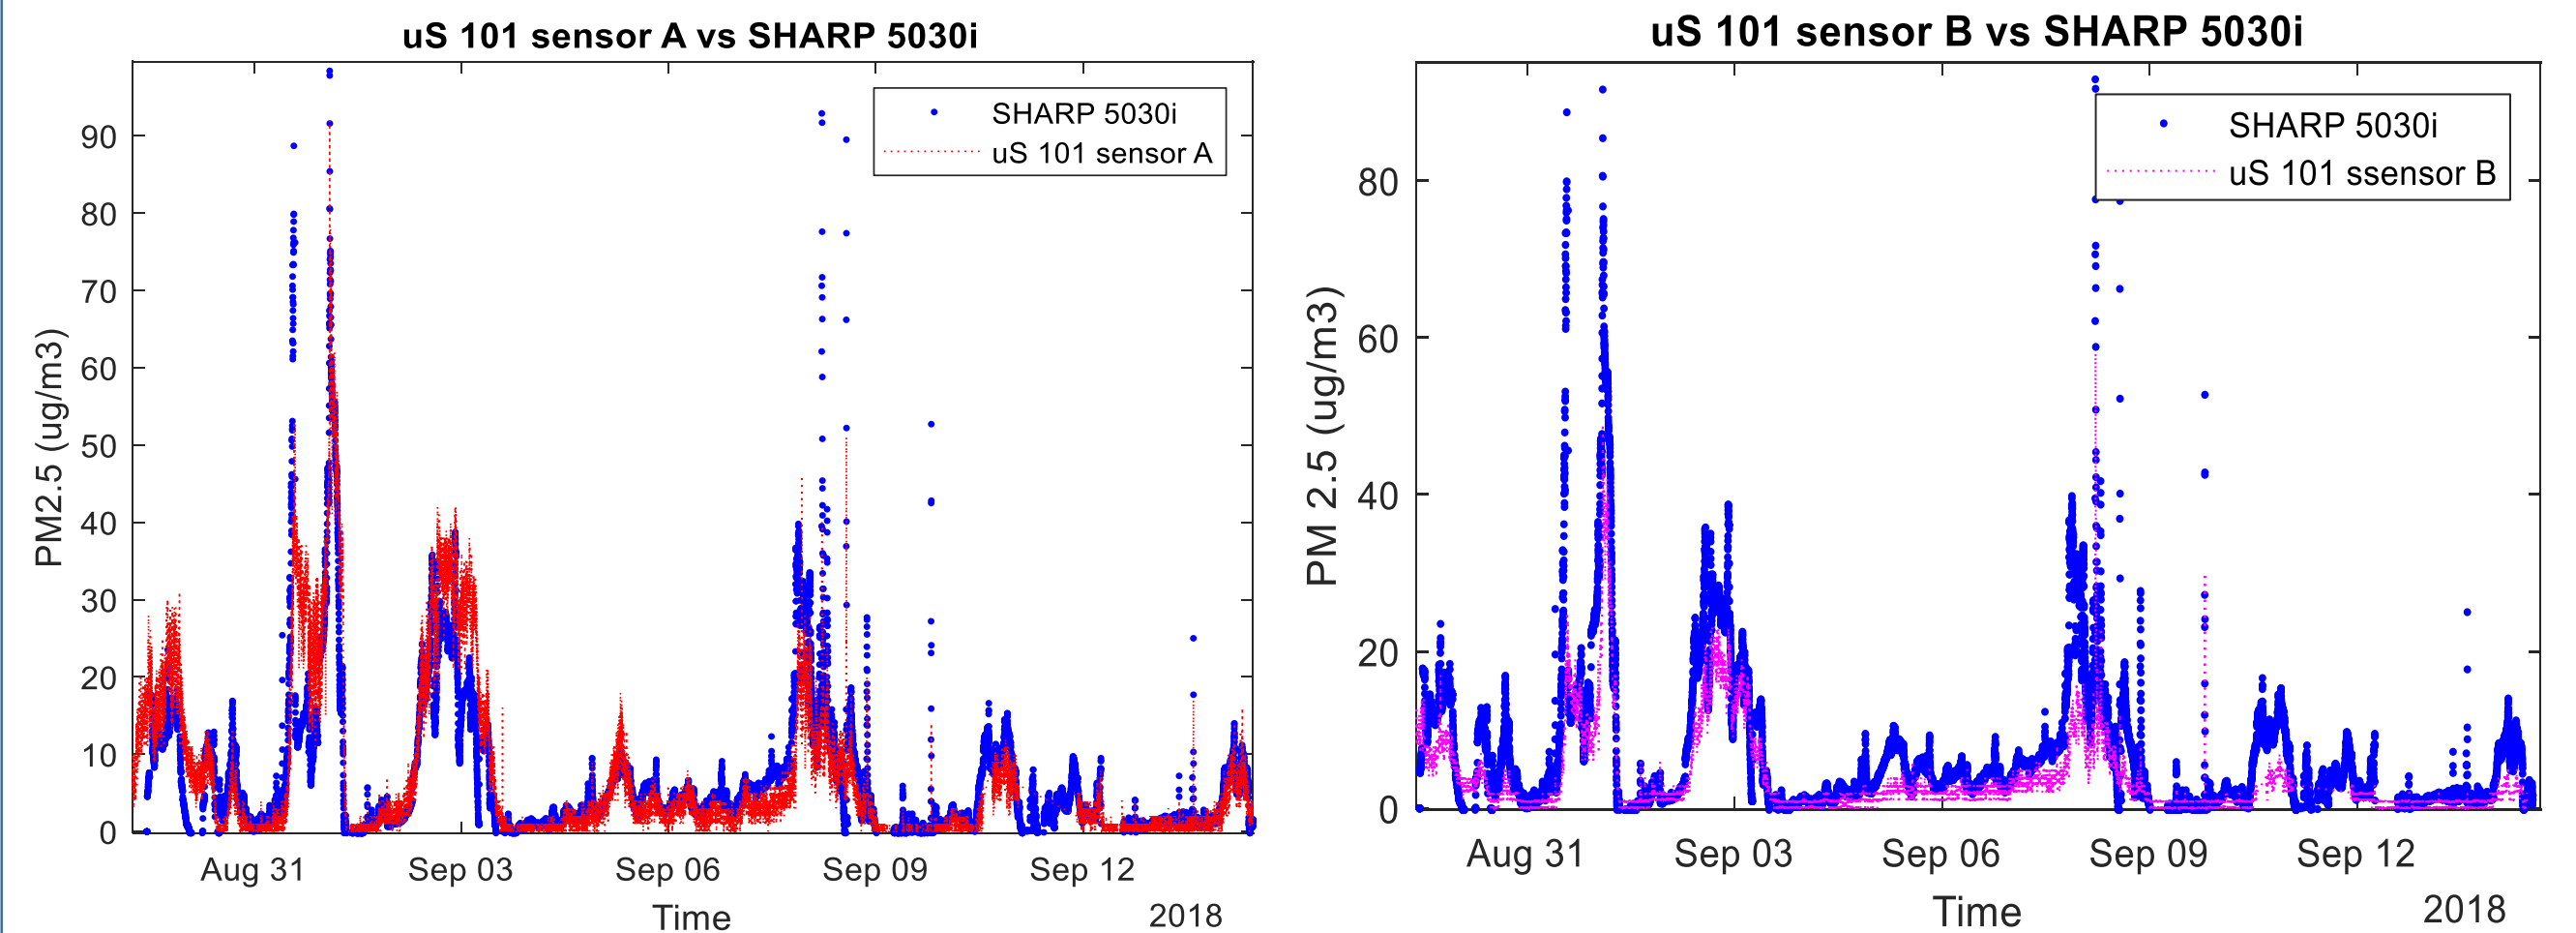 uS 101 sensor A vs SHARP 5030i
SHARP 5030i
uS 101 sensor A
PM2.5 (ug/m3)
90
80
70
60
50
40
30
20
10
0
Aug 31 Sep 03 Sep 06 Sep 09 Sep 12
Time
2018
uS 101 sensor B vs SHARP 5030i
SHARP 5030i
uS 101 ssensor B
PM 2.5 (ug/m3)
80
60
40
20
0
Aug 31 Sep 03 Sep 06 Sep 09 Sep 12
Time
2018